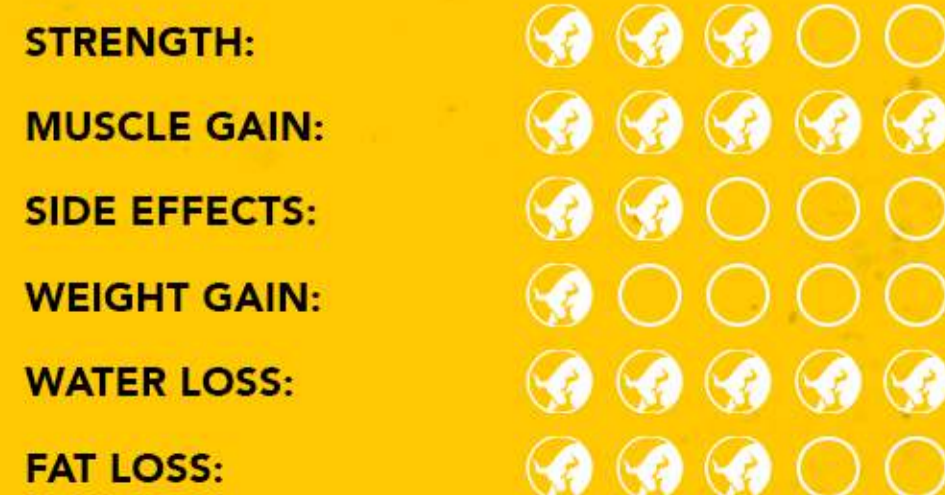 STRENGTH:
MUSCLE GAIN:
SIDE EFFECTS:
WEIGHT GAIN:
WATER LOSS:
FAT LOSS: